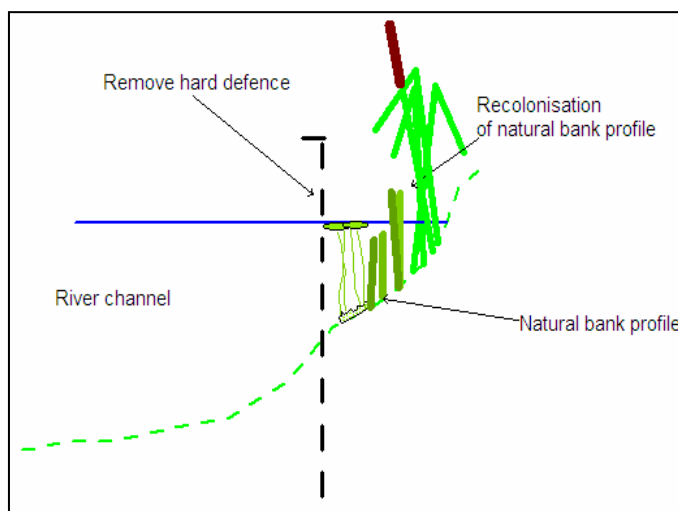 Remove hard defence
Recolonisation
of natural bank profile
River channel
Natural bank profile